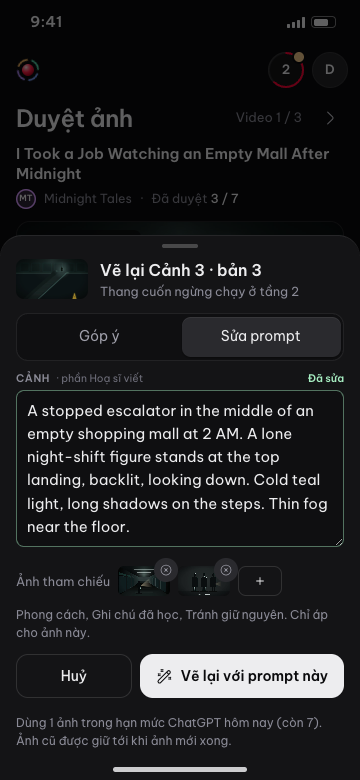 9:41
2
D
Duyệt ảnh
Video 1 / 3
I Took a Job Watching an Empty Mall After
Midnight
MT Midnight Tales · Đã duyệt 3 / 7
Vẽ lại Cảnh 3 · bản 3
Thang cuốn ngừng chạy ở tầng 2
Góp ý
Sửa prompt
CẢNH · phần Hoạ sĩ viết
Đã sửa
A stopped escalator in the middle of an
empty shopping mall at 2 AM. A lone
night-shift figure stands at the top
landing, backlit, looking down. Cold teal
light, long shadows on the steps. Thin fog
near the floor.
Ảnh tham chiếu
+
Phong cách, Ghi chú đã học, Tránh giữ nguyên. Chỉ áp
cho ảnh này.
Huỷ
Vẽ lại với prompt này
Dùng 1 ảnh trong hạn mức ChatGPT hôm nay (còn 7).
Ảnh cũ được giữ tới khi ảnh mới xong.